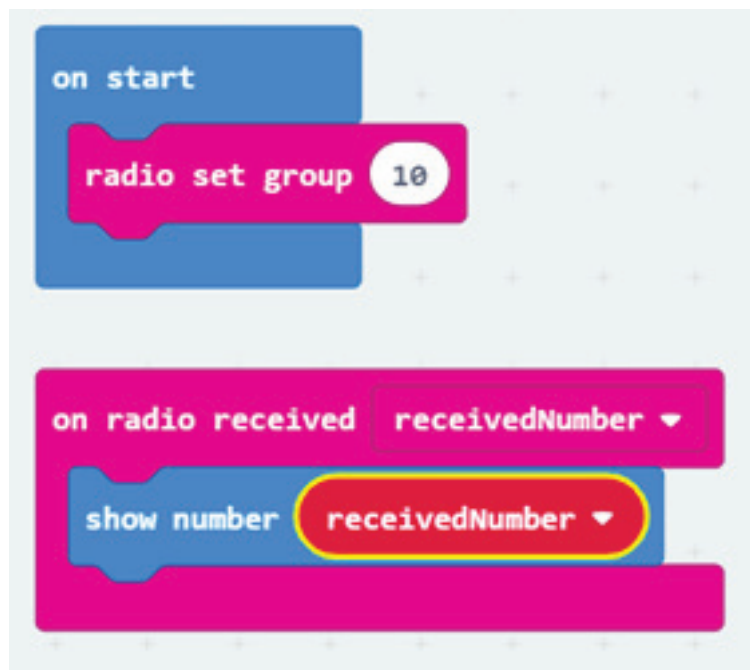 on start
radio set group 10
on radio received receivedNumber
show number receivedNumber